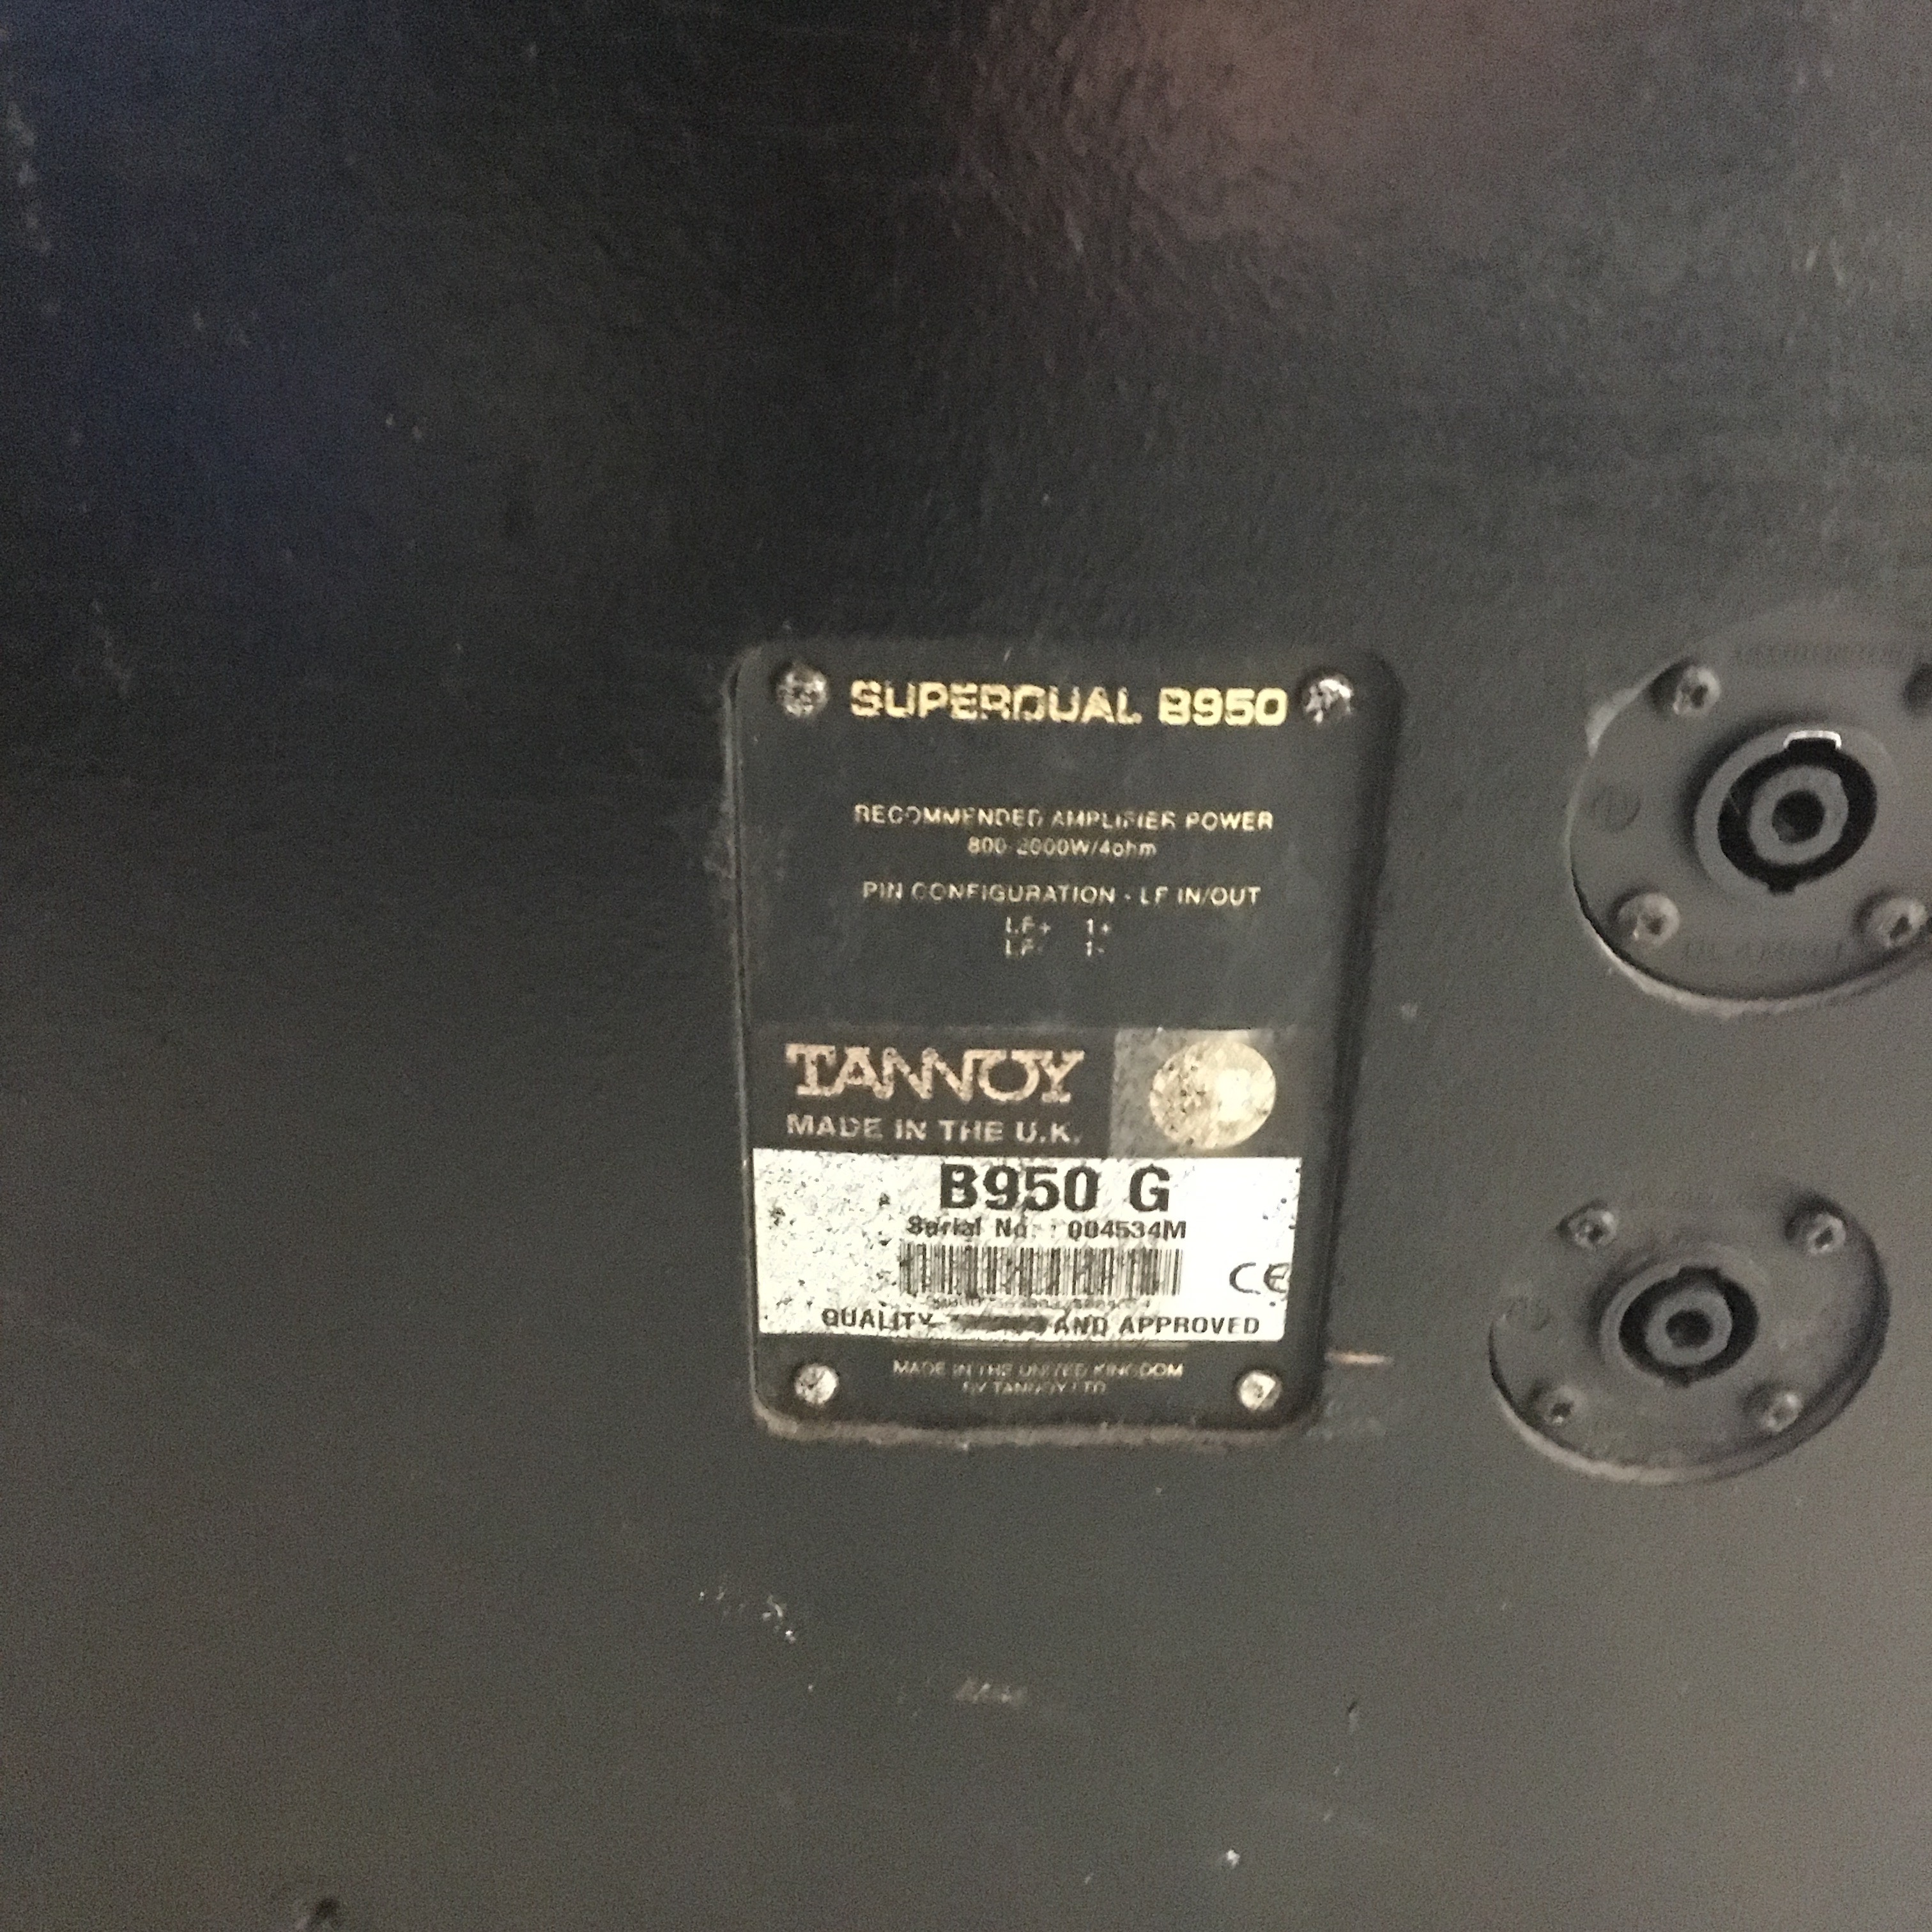 SUPERDUAL B950
RECOMMENDED AMPLIFIER POWER
800-2000W/4ohm
PIN CONFIGURATION - LF IN/OUT
LF+ 1+
LF- 1-
TANNOY
MADE IN THE U.K.
B950 G
Serial No. : 004534M
CE
QUALITY AND APPROVED
MADE IN THE UNITED KINGDOM
BY TANNOY LTD